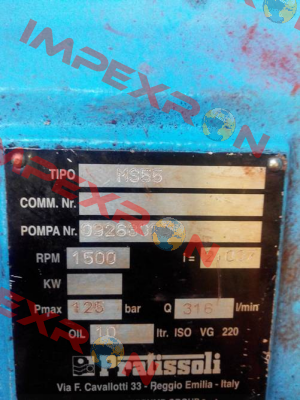 IMPEXRON
TIPO MS55
COMM. Nr.
POMPA Nr.
RPM 1500 i =
KW
Pmax 125 bar Q 316 l/min
OIL 10 ltr. ISO VG 220
Pratissoli
Via F. Cavallotti 33 - Reggio Emilia - Italy